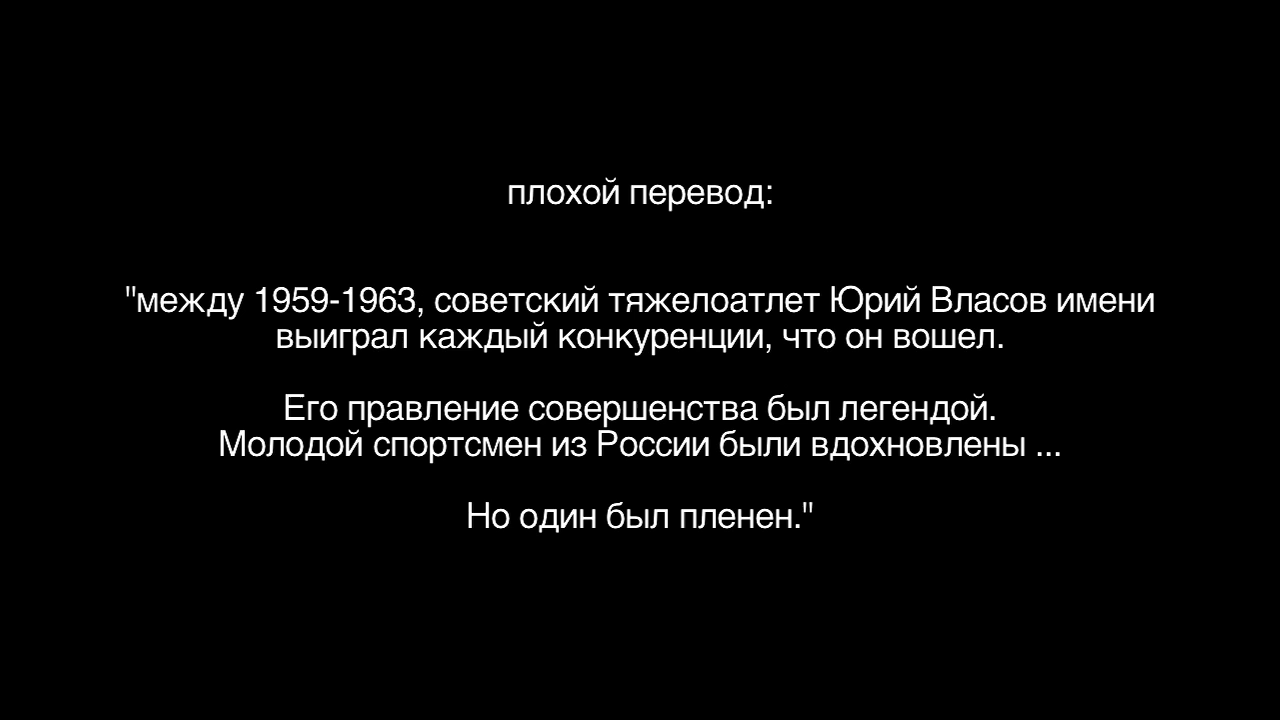 плохой перевод:
"между 1959-1963, советский тяжелоатлет Юрий Власов имени
выиграл каждый конкуренции, что он вошел.
Его правление совершенства был легендой.
Молодой спортсмен из России были вдохновлены ...
Но один был пленен."